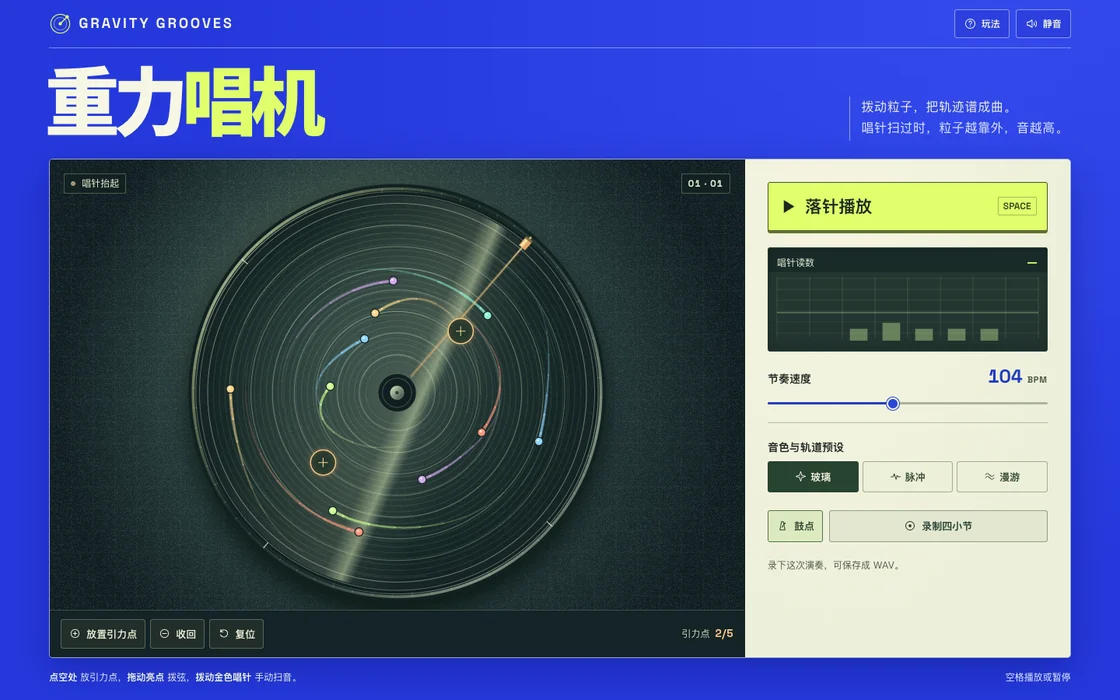 GRAVITY GROOVES
玩法
静音
重力唱机
拨动粒子，把轨迹谱成曲。
唱针扫过时，粒子越靠外，音越高。
唱针抬起
01 · 01
落针播放
SPACE
唱针读数
节奏速度
104 BPM
音色与轨道预设
玻璃
脉冲
漫游
鼓点
录制四小节
录下这次演奏，可保存成 WAV。
放置引力点
收回
复位
引力点 2/5
点空处 放引力点，拖动亮点 拨弦，拨动金色唱针 手动扫音。
空格播放或暂停